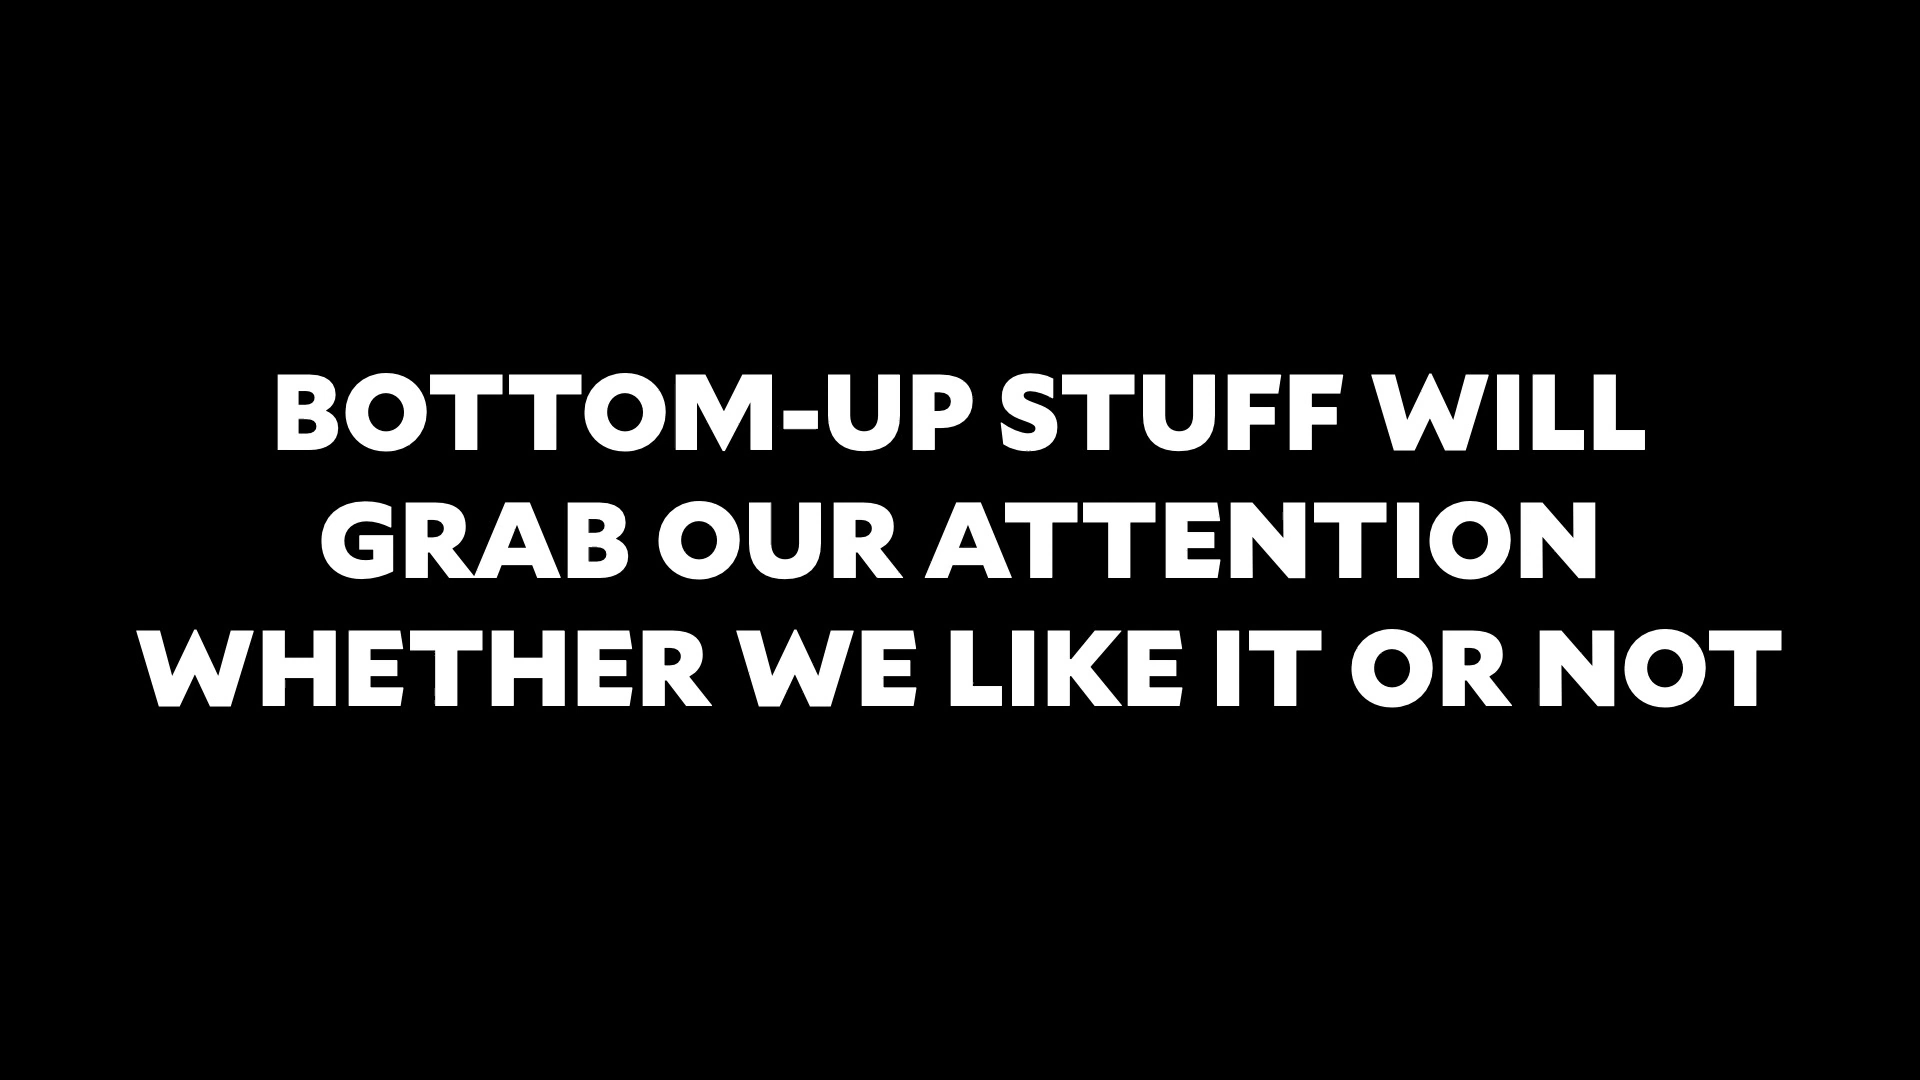 BOTTOM-UP STUFF WILL
GRAB OUR ATTENTION
WHETHER WE LIKE IT OR NOT